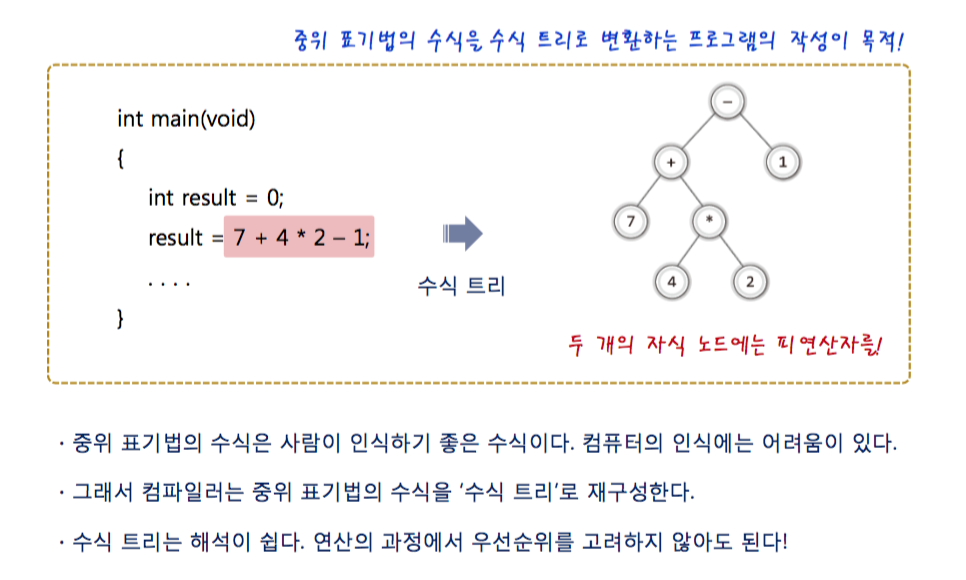 중위 표기법의 수식을 수식 트리로 변환하는 프로그램의 작성이 목적!
int main(void)
{
int result = 0;
result = 7 + 4 * 2 – 1;
. . . .
}
수식 트리
–
+
1
7
*
4
2
두 개의 자식 노드에는 피연산자를!
· 중위 표기법의 수식은 사람이 인식하기 좋은 수식이다. 컴퓨터의 인식에는 어려움이 있다.
· 그래서 컴파일러는 중위 표기법의 수식을 ‘수식 트리’로 재구성한다.
· 수식 트리는 해석이 쉽다. 연산의 과정에서 우선순위를 고려하지 않아도 된다!